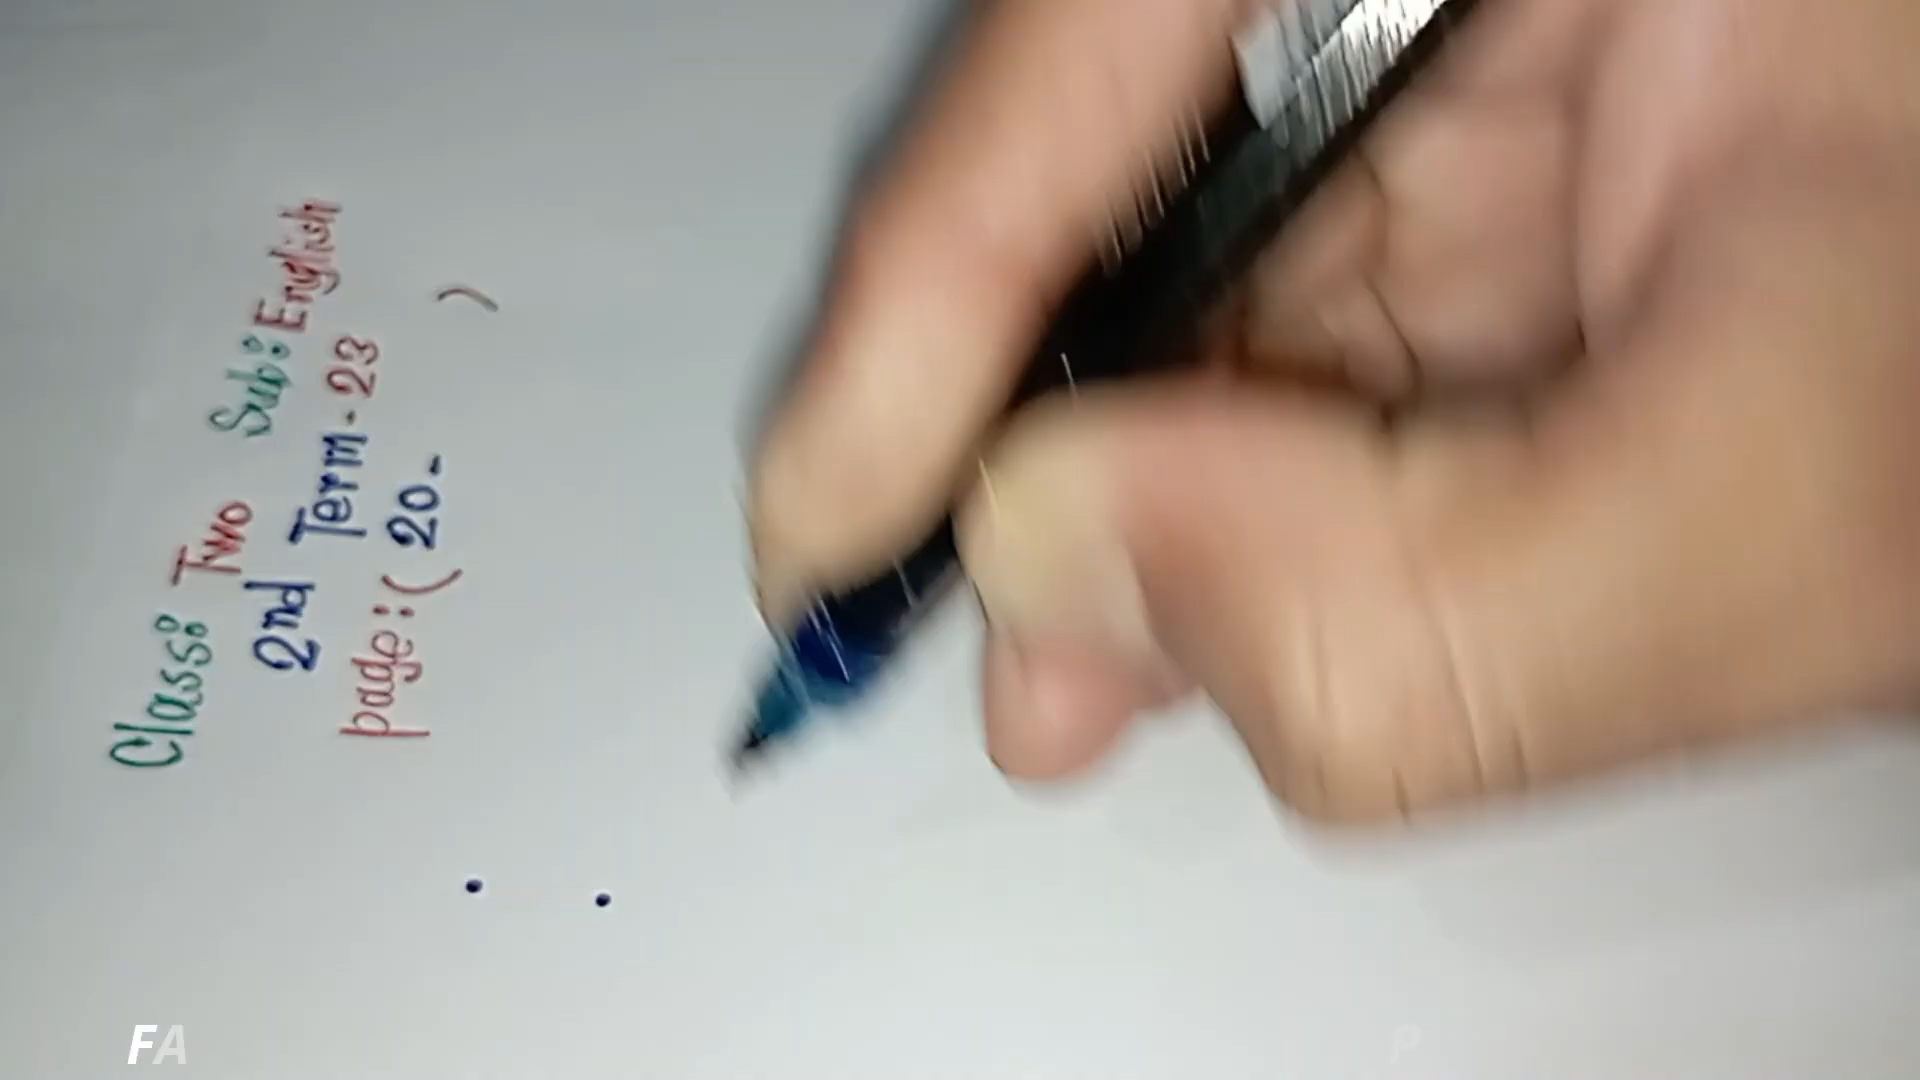 Class: Two Sub: English
2nd Term - 23
page: ( 20- )
FA
P